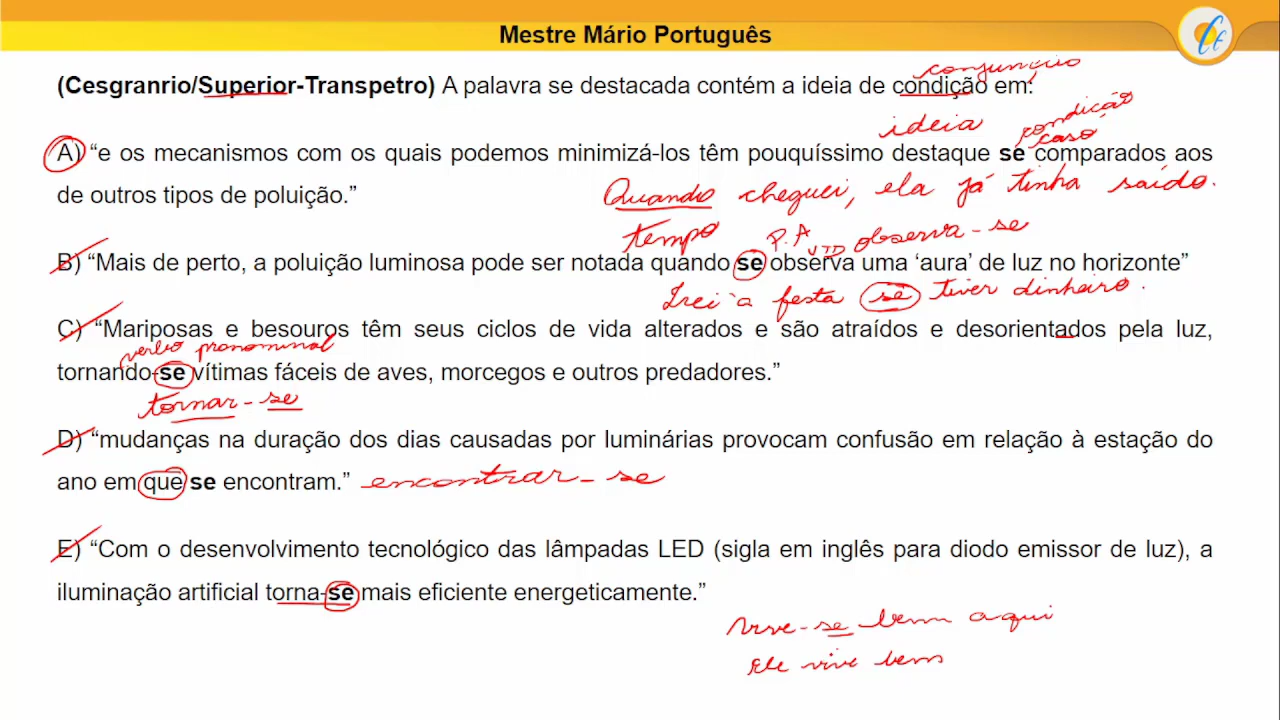 Mestre Mário Português
conjunção
(Cesgranrio/Superior-Transpetro) A palavra se destacada contém a ideia de condição em:
ideia condição
caso
A) “e os mecanismos com os quais podemos minimizá-los têm pouquíssimo destaque se comparados aos
Quando cheguei, ela já tinha saído.
de outros tipos de poluição.”
tempo P.A VTD observa-se
B) “Mais de perto, a poluição luminosa pode ser notada quando se observa uma ‘aura’ de luz no horizonte”
Irei à festa se tiver dinheiro.
C) “Mariposas e besouros têm seus ciclos de vida alterados e são atraídos e desorientados pela luz,
verbo pronominal
tornando-se vítimas fáceis de aves, morcegos e outros predadores.”
tornar-se
D) “mudanças na duração dos dias causadas por luminárias provocam confusão em relação à estação do
ano em que se encontram.” encontrar-se
E) “Com o desenvolvimento tecnológico das lâmpadas LED (sigla em inglês para diodo emissor de luz), a
iluminação artificial torna-se mais eficiente energeticamente.”
Vive-se bem aqui
Ele vive bem